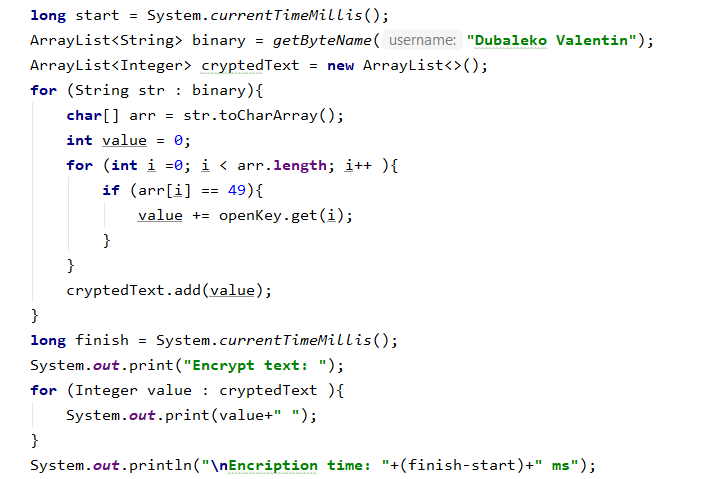 long start = System.currentTimeMillis();
ArrayList<String> binary = getByteName( username: "Dubaleko Valentin");
ArrayList<Integer> cryptedText = new ArrayList<>();
for (String str : binary){
    char[] arr = str.toCharArray();
    int value = 0;
    for (int i =0; i < arr.length; i++ ){
        if (arr[i] == 49){
            value += openKey.get(i);
        }
    }
    cryptedText.add(value);
}
long finish = System.currentTimeMillis();
System.out.print("Encrypt text: ");
for (Integer value : cryptedText ){
    System.out.print(value+" ");
}
System.out.println("\nEncription time: "+(finish-start)+" ms");